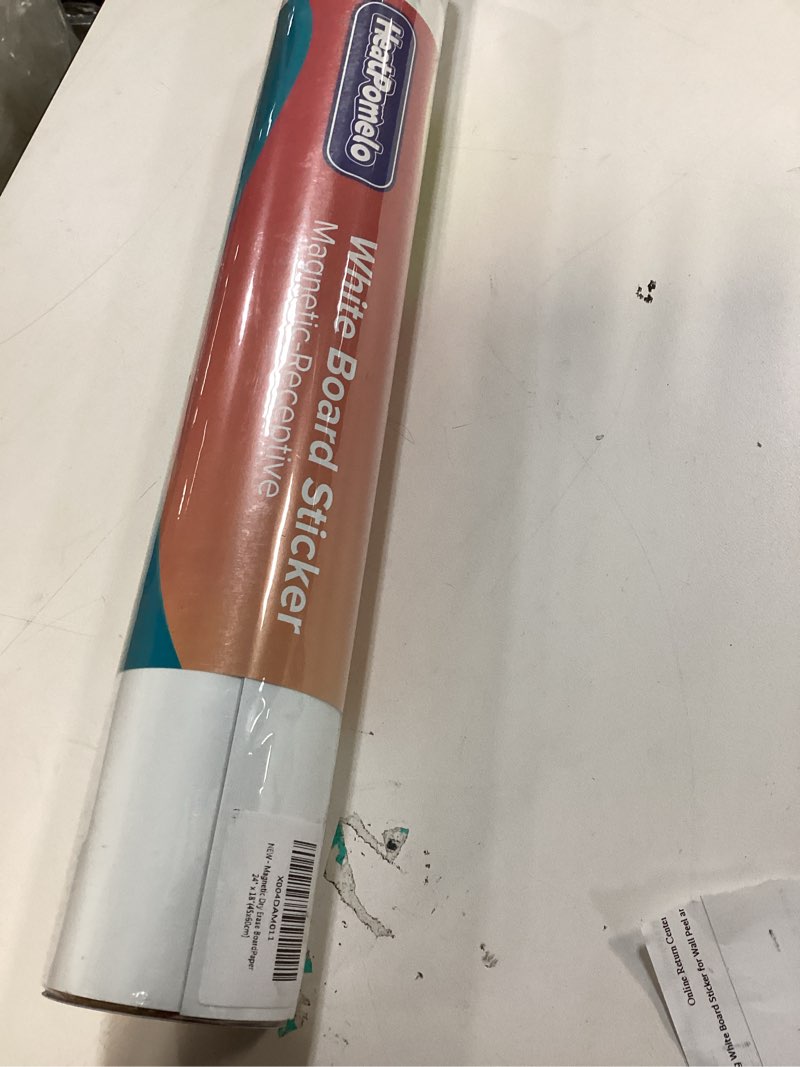 HeatPomelo
White Board Sticker
Magnetic-Receptive
X004DAM011
NEW - Magnetic Dry Erase Board Paper
24" x 18"(45x60cm)
Online Return Center
g White Board Sticker for Wall Peel an